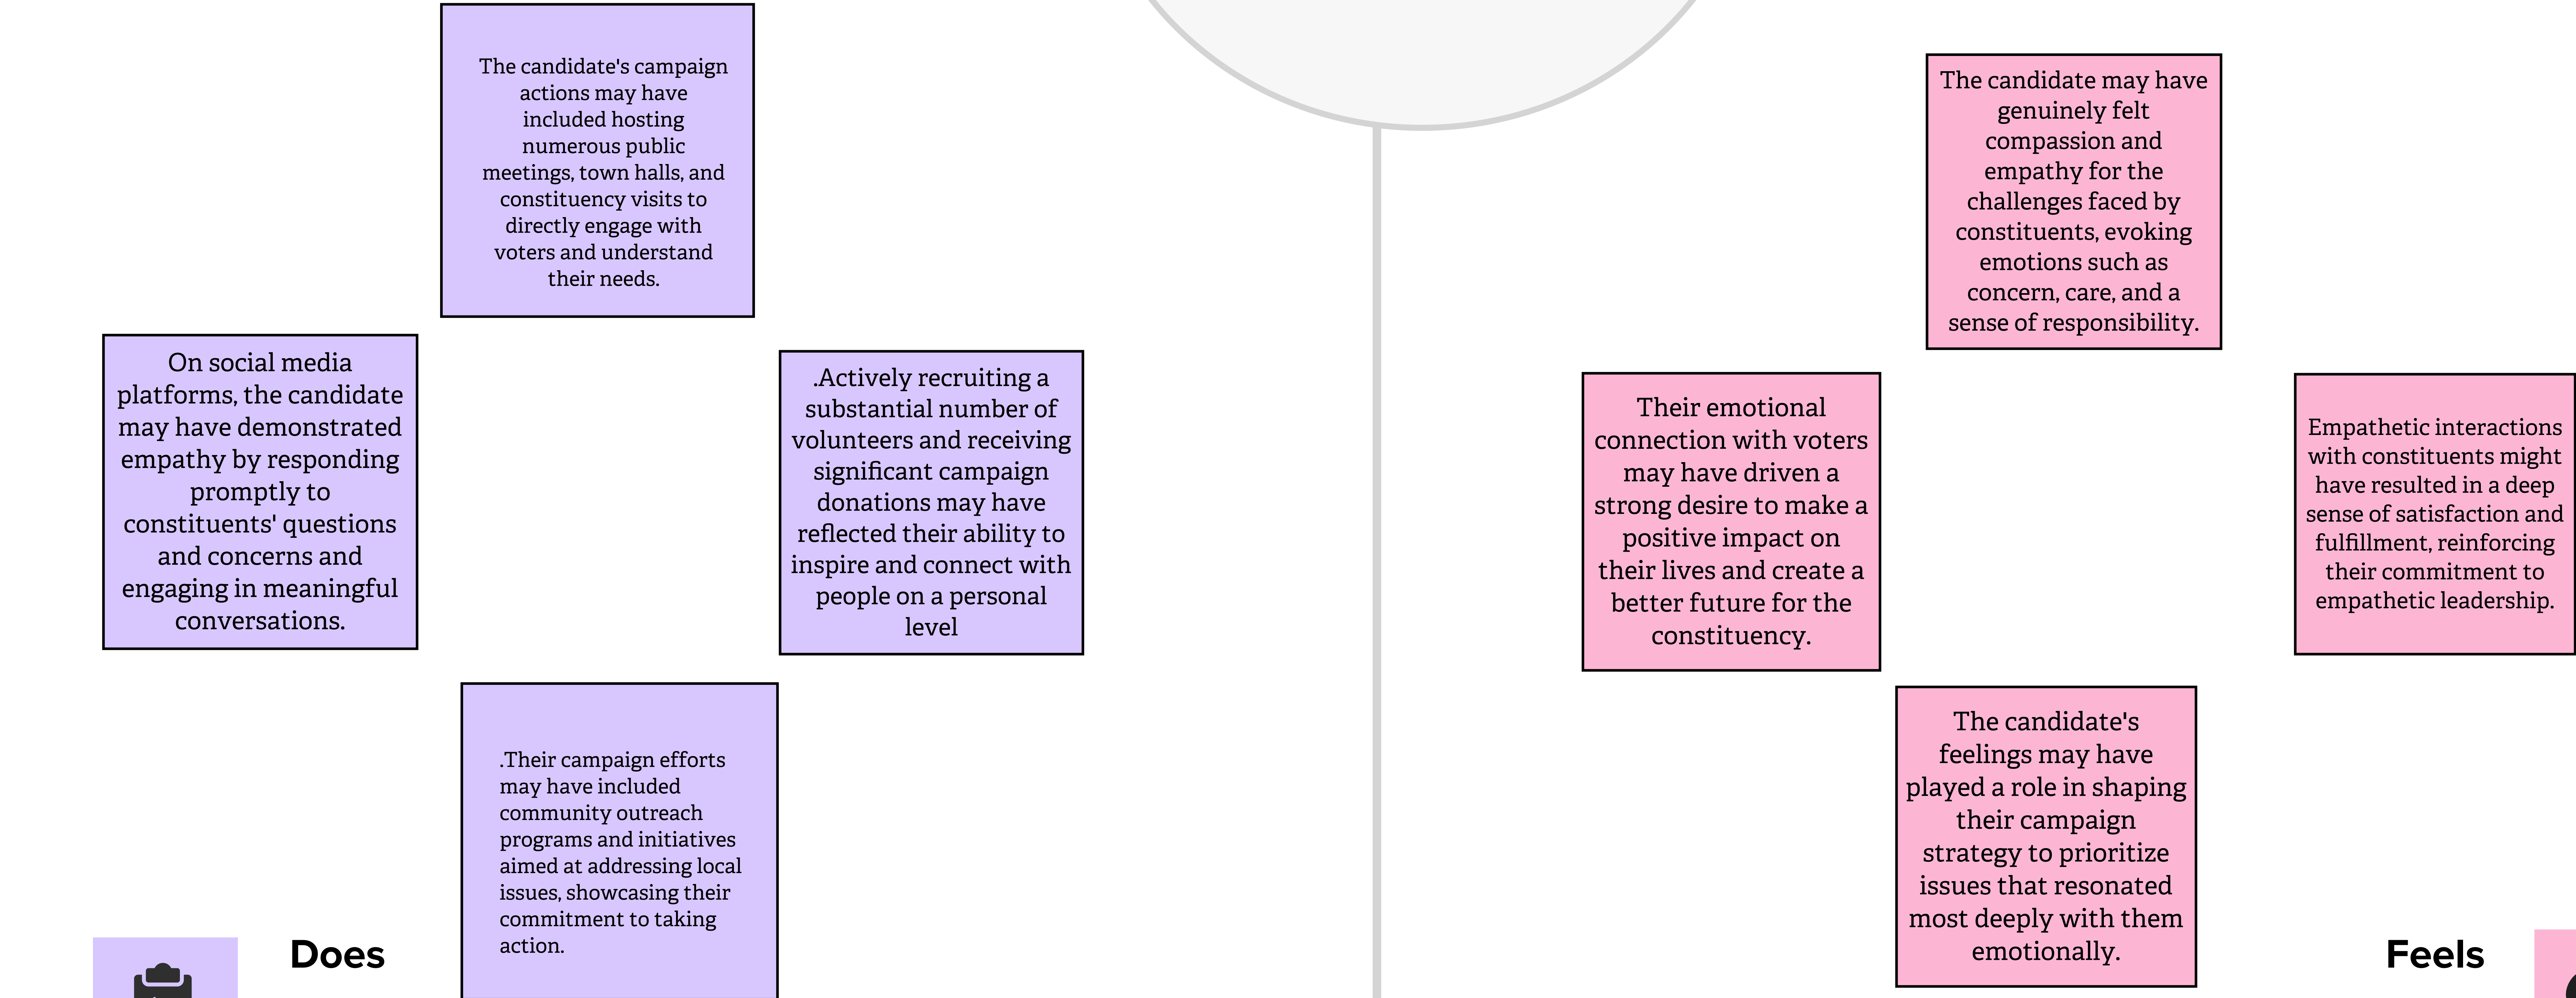 The candidate's campaign
actions may have
included hosting
numerous public
meetings, town halls, and
constituency visits to
directly engage with
voters and understand
their needs.
On social media
platforms, the candidate
may have demonstrated
empathy by responding
promptly to
constituents' questions
and concerns and
engaging in meaningful
conversations.
.Actively recruiting a
substantial number of
volunteers and receiving
significant campaign
donations may have
reflected their ability to
inspire and connect with
people on a personal
level
.Their campaign efforts
may have included
community outreach
programs and initiatives
aimed at addressing local
issues, showcasing their
commitment to taking
action.
Does
The candidate may have
genuinely felt
compassion and
empathy for the
challenges faced by
constituents, evoking
emotions such as
concern, care, and a
sense of responsibility.
Their emotional
connection with voters
may have driven a
strong desire to make a
positive impact on
their lives and create a
better future for the
constituency.
Empathetic interactions
with constituents might
have resulted in a deep
sense of satisfaction and
fulfillment, reinforcing
their commitment to
empathetic leadership.
The candidate's
feelings may have
played a role in shaping
their campaign
strategy to prioritize
issues that resonated
most deeply with them
emotionally.
Feels